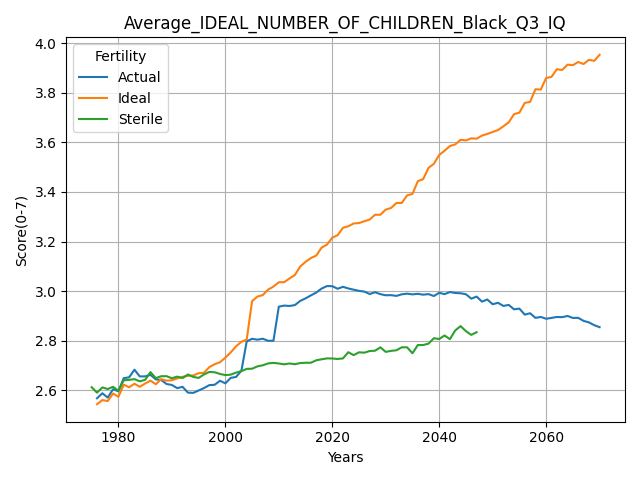 Average_IDEAL_NUMBER_OF_CHILDREN_Black_Q3_IQ
Fertility
Actual
Ideal
Sterile
Score(0-7)
4.0
3.8
3.6
3.4
3.2
3.0
2.8
2.6
1980 2000 2020 2040 2060
Years